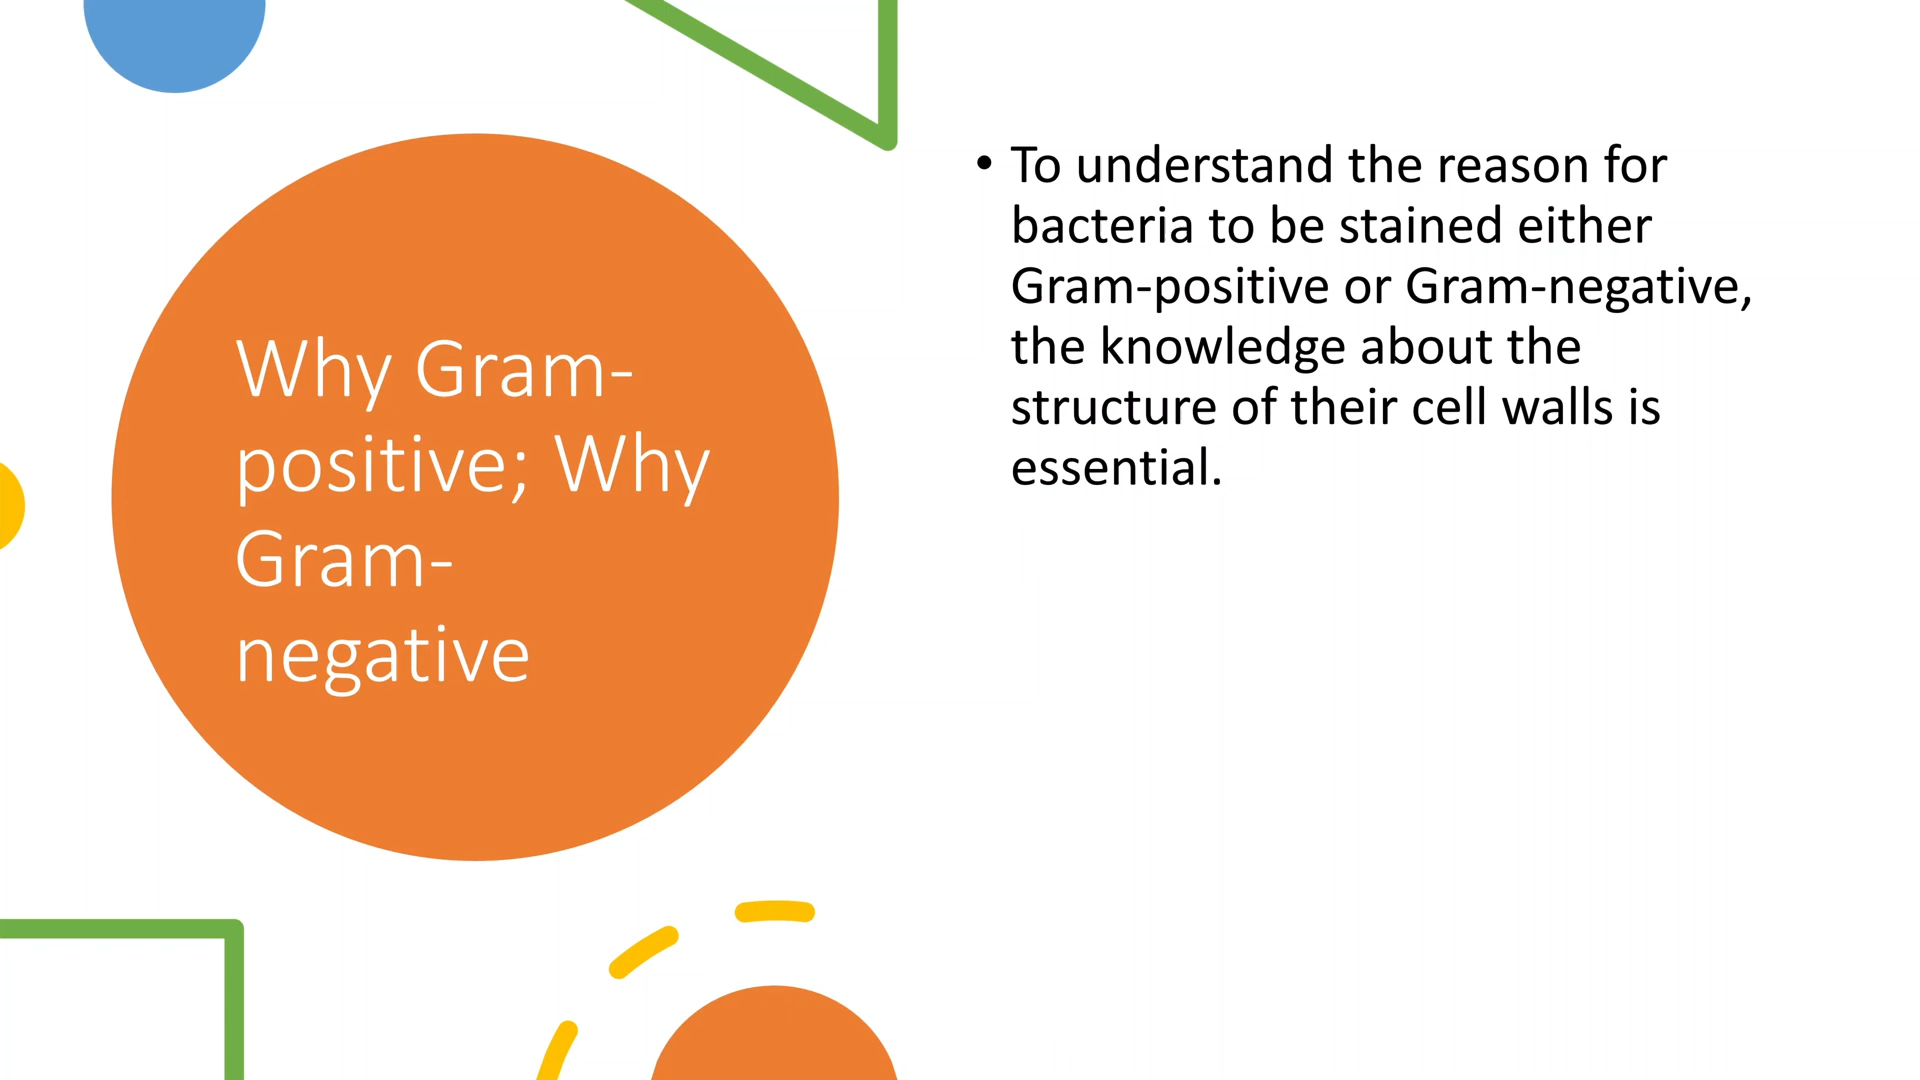 Why Gram-
positive; Why
Gram-
negative
• To understand the reason for
bacteria to be stained either
Gram-positive or Gram-negative,
the knowledge about the
structure of their cell walls is
essential.